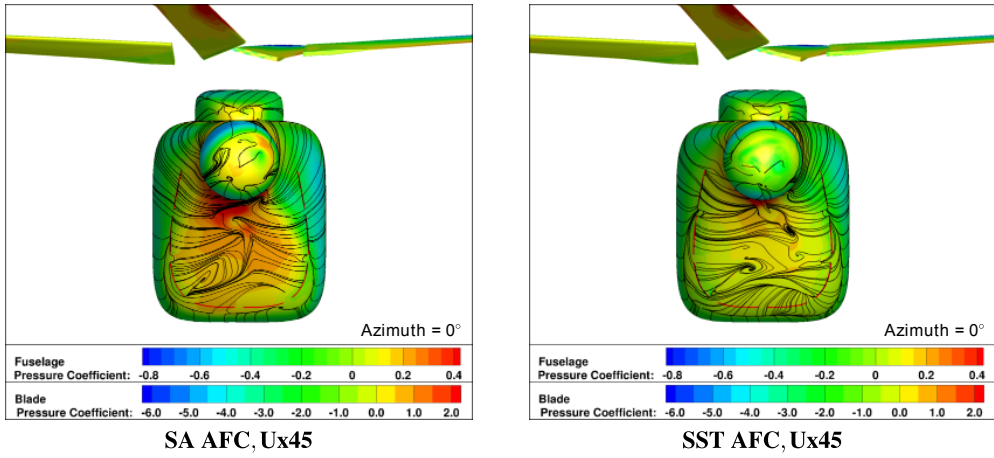 Azimuth = 0°
Fuselage
Pressure Coefficient: -0.8 -0.6 -0.4 -0.2 0 0.2 0.4
Blade
Pressure Coefficient: -6.0 -5.0 -4.0 -3.0 -2.0 -1.0 0.0 1.0 2.0
SA AFC, Ux45
Azimuth = 0°
Fuselage
Pressure Coefficient: -0.8 -0.6 -0.4 -0.2 0 0.2 0.4
Blade
Pressure Coefficient: -6.0 -5.0 -4.0 -3.0 -2.0 -1.0 0.0 1.0 2.0
SST AFC, Ux45